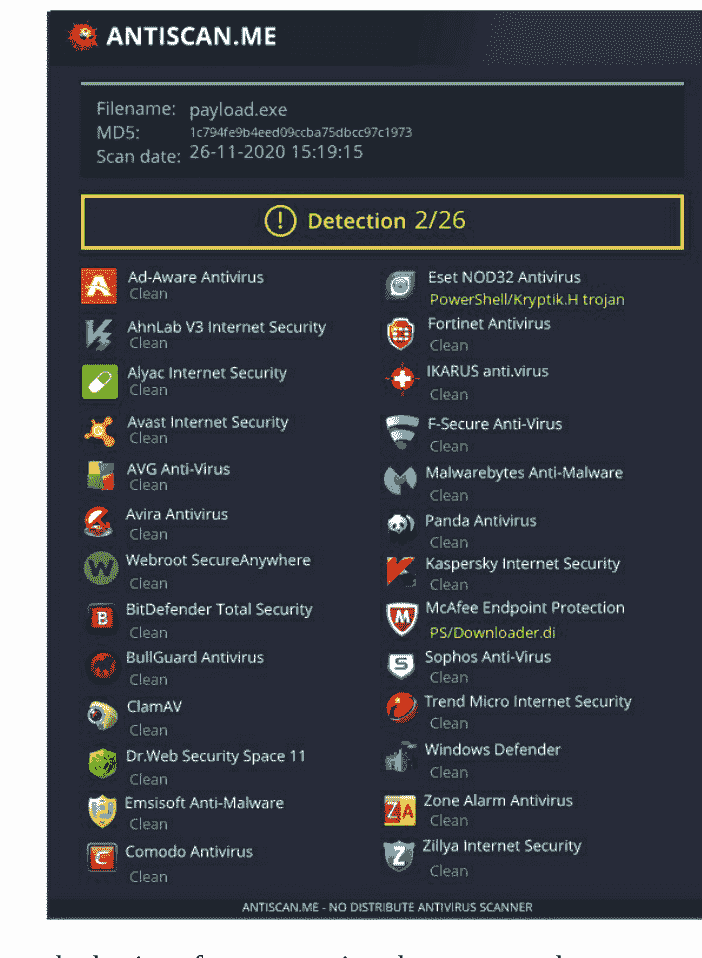 ANTISCAN.ME
Filename: payload.exe
MD5: 1c794fe9b4eed09ccba75dbcc97c1973
Scan date: 26-11-2020 15:19:15
Detection 2/26
Ad-Aware Antivirus
Clean
AhnLab V3 Internet Security
Clean
Alyac Internet Security
Clean
Avast Internet Security
Clean
AVG Anti-Virus
Clean
Avira Antivirus
Clean
Webroot SecureAnywhere
Clean
BitDefender Total Security
Clean
BullGuard Antivirus
Clean
ClamAV
Clean
Dr.Web Security Space 11
Clean
Emsisoft Anti-Malware
Clean
Comodo Antivirus
Clean
Eset NOD32 Antivirus
PowerShell/Kryptik.H trojan
Fortinet Antivirus
Clean
IKARUS anti.virus
Clean
F-Secure Anti-Virus
Clean
Malwarebytes Anti-Malware
Clean
Panda Antivirus
Clean
Kaspersky Internet Security
Clean
McAfee Endpoint Protection
PS/Downloader.di
Sophos Anti-Virus
Clean
Trend Micro Internet Security
Clean
Windows Defender
Clean
Zone Alarm Antivirus
Clean
Zillya Internet Security
Clean
ANTISCAN.ME - NO DISTRIBUTE ANTIVIRUS SCANNER